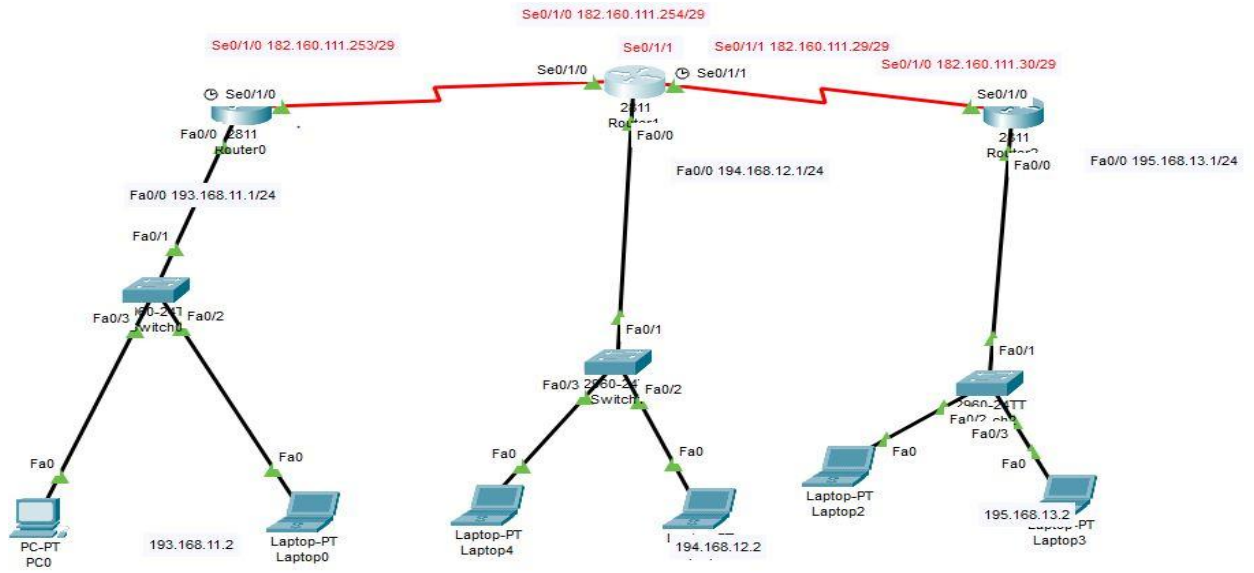 Se0/1/0 182.160.111.254/29
Se0/1/0 182.160.111.253/29
Se0/1/1
Se0/1/1 182.160.111.29/29
Se0/1/0 182.160.111.30/29
Se0/1/0
Se0/1/1
Se0/1/0
Se0/1/0
2811
Router0
Fa0/0
2811
Fa0/0
2811
Fa0/0
Fa0/0 193.168.11.1/24
Fa0/0 194.168.12.1/24
Fa0/0 195.168.13.1/24
Fa0/1
Fa0/3
Fa0/2
Fa0/1
Fa0/3
Fa0/2
Switch
Fa0/1
Fa0/2
Fa0/3
Fa0
Fa0
Fa0
Fa0
Fa0
Fa0
PC-PT
PC0
193.168.11.2
Laptop-PT
Laptop0
Laptop-PT
Laptop4
194.168.12.2
Laptop-PT
Laptop2
195.168.13.2
Laptop-PT
Laptop3